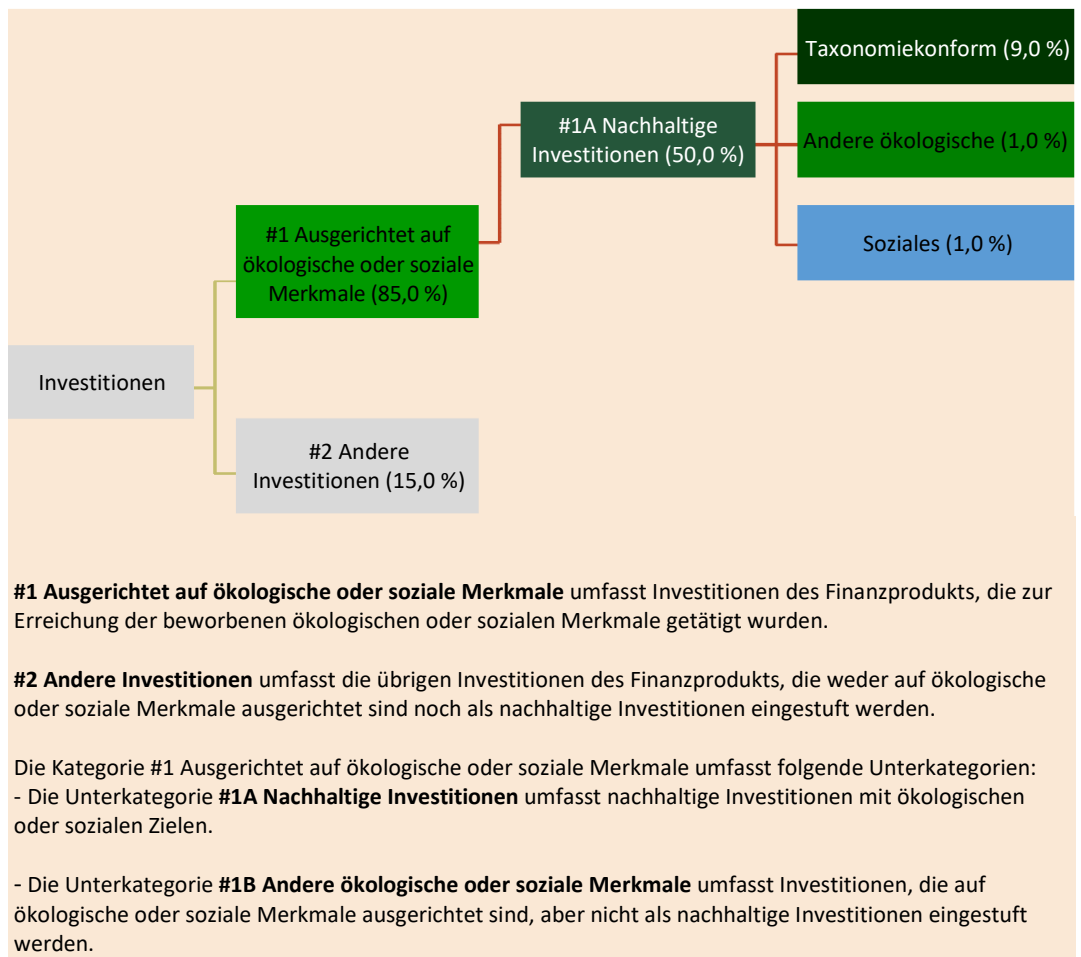 Taxonomiekonform (9,0 %)
#1A Nachhaltige
Investitionen (50,0 %)
Andere ökologische (1,0 %)
#1 Ausgerichtet auf
ökologische oder soziale
Merkmale (85,0 %)
Soziales (1,0 %)
Investitionen
#2 Andere
Investitionen (15,0 %)
#1 Ausgerichtet auf ökologische oder soziale Merkmale umfasst Investitionen des Finanzprodukts, die zur
Erreichung der beworbenen ökologischen oder sozialen Merkmale getätigt wurden.
#2 Andere Investitionen umfasst die übrigen Investitionen des Finanzprodukts, die weder auf ökologische
oder soziale Merkmale ausgerichtet sind noch als nachhaltige Investitionen eingestuft werden.
Die Kategorie #1 Ausgerichtet auf ökologische oder soziale Merkmale umfasst folgende Unterkategorien:
- Die Unterkategorie #1A Nachhaltige Investitionen umfasst nachhaltige Investitionen mit ökologischen
oder sozialen Zielen.
- Die Unterkategorie #1B Andere ökologische oder soziale Merkmale umfasst Investitionen, die auf
ökologische oder soziale Merkmale ausgerichtet sind, aber nicht als nachhaltige Investitionen eingestuft
werden.